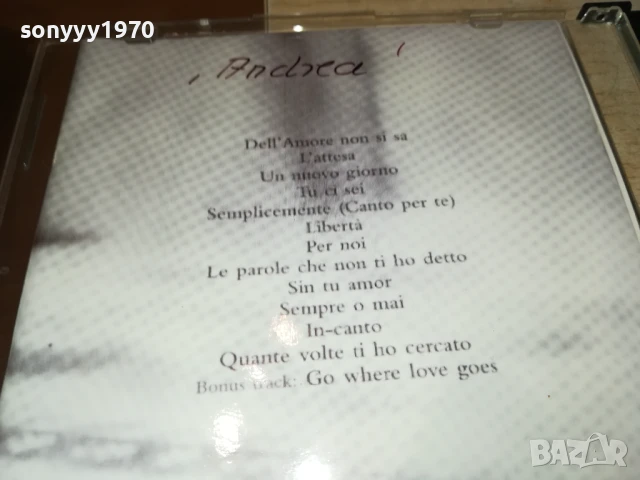 sonyyy1970
Andrea
Dell'Amore non si sa
L'attesa
Un nuovo giorno
Tu ci sei
Semplicemente (Canto per te)
Libertà
Per noi
Le parole che non ti ho detto
Sin tu amor
Sempre o mai
In-canto
Quante volte ti ho cercato
Bonus track: Go where love goes
BAZAR